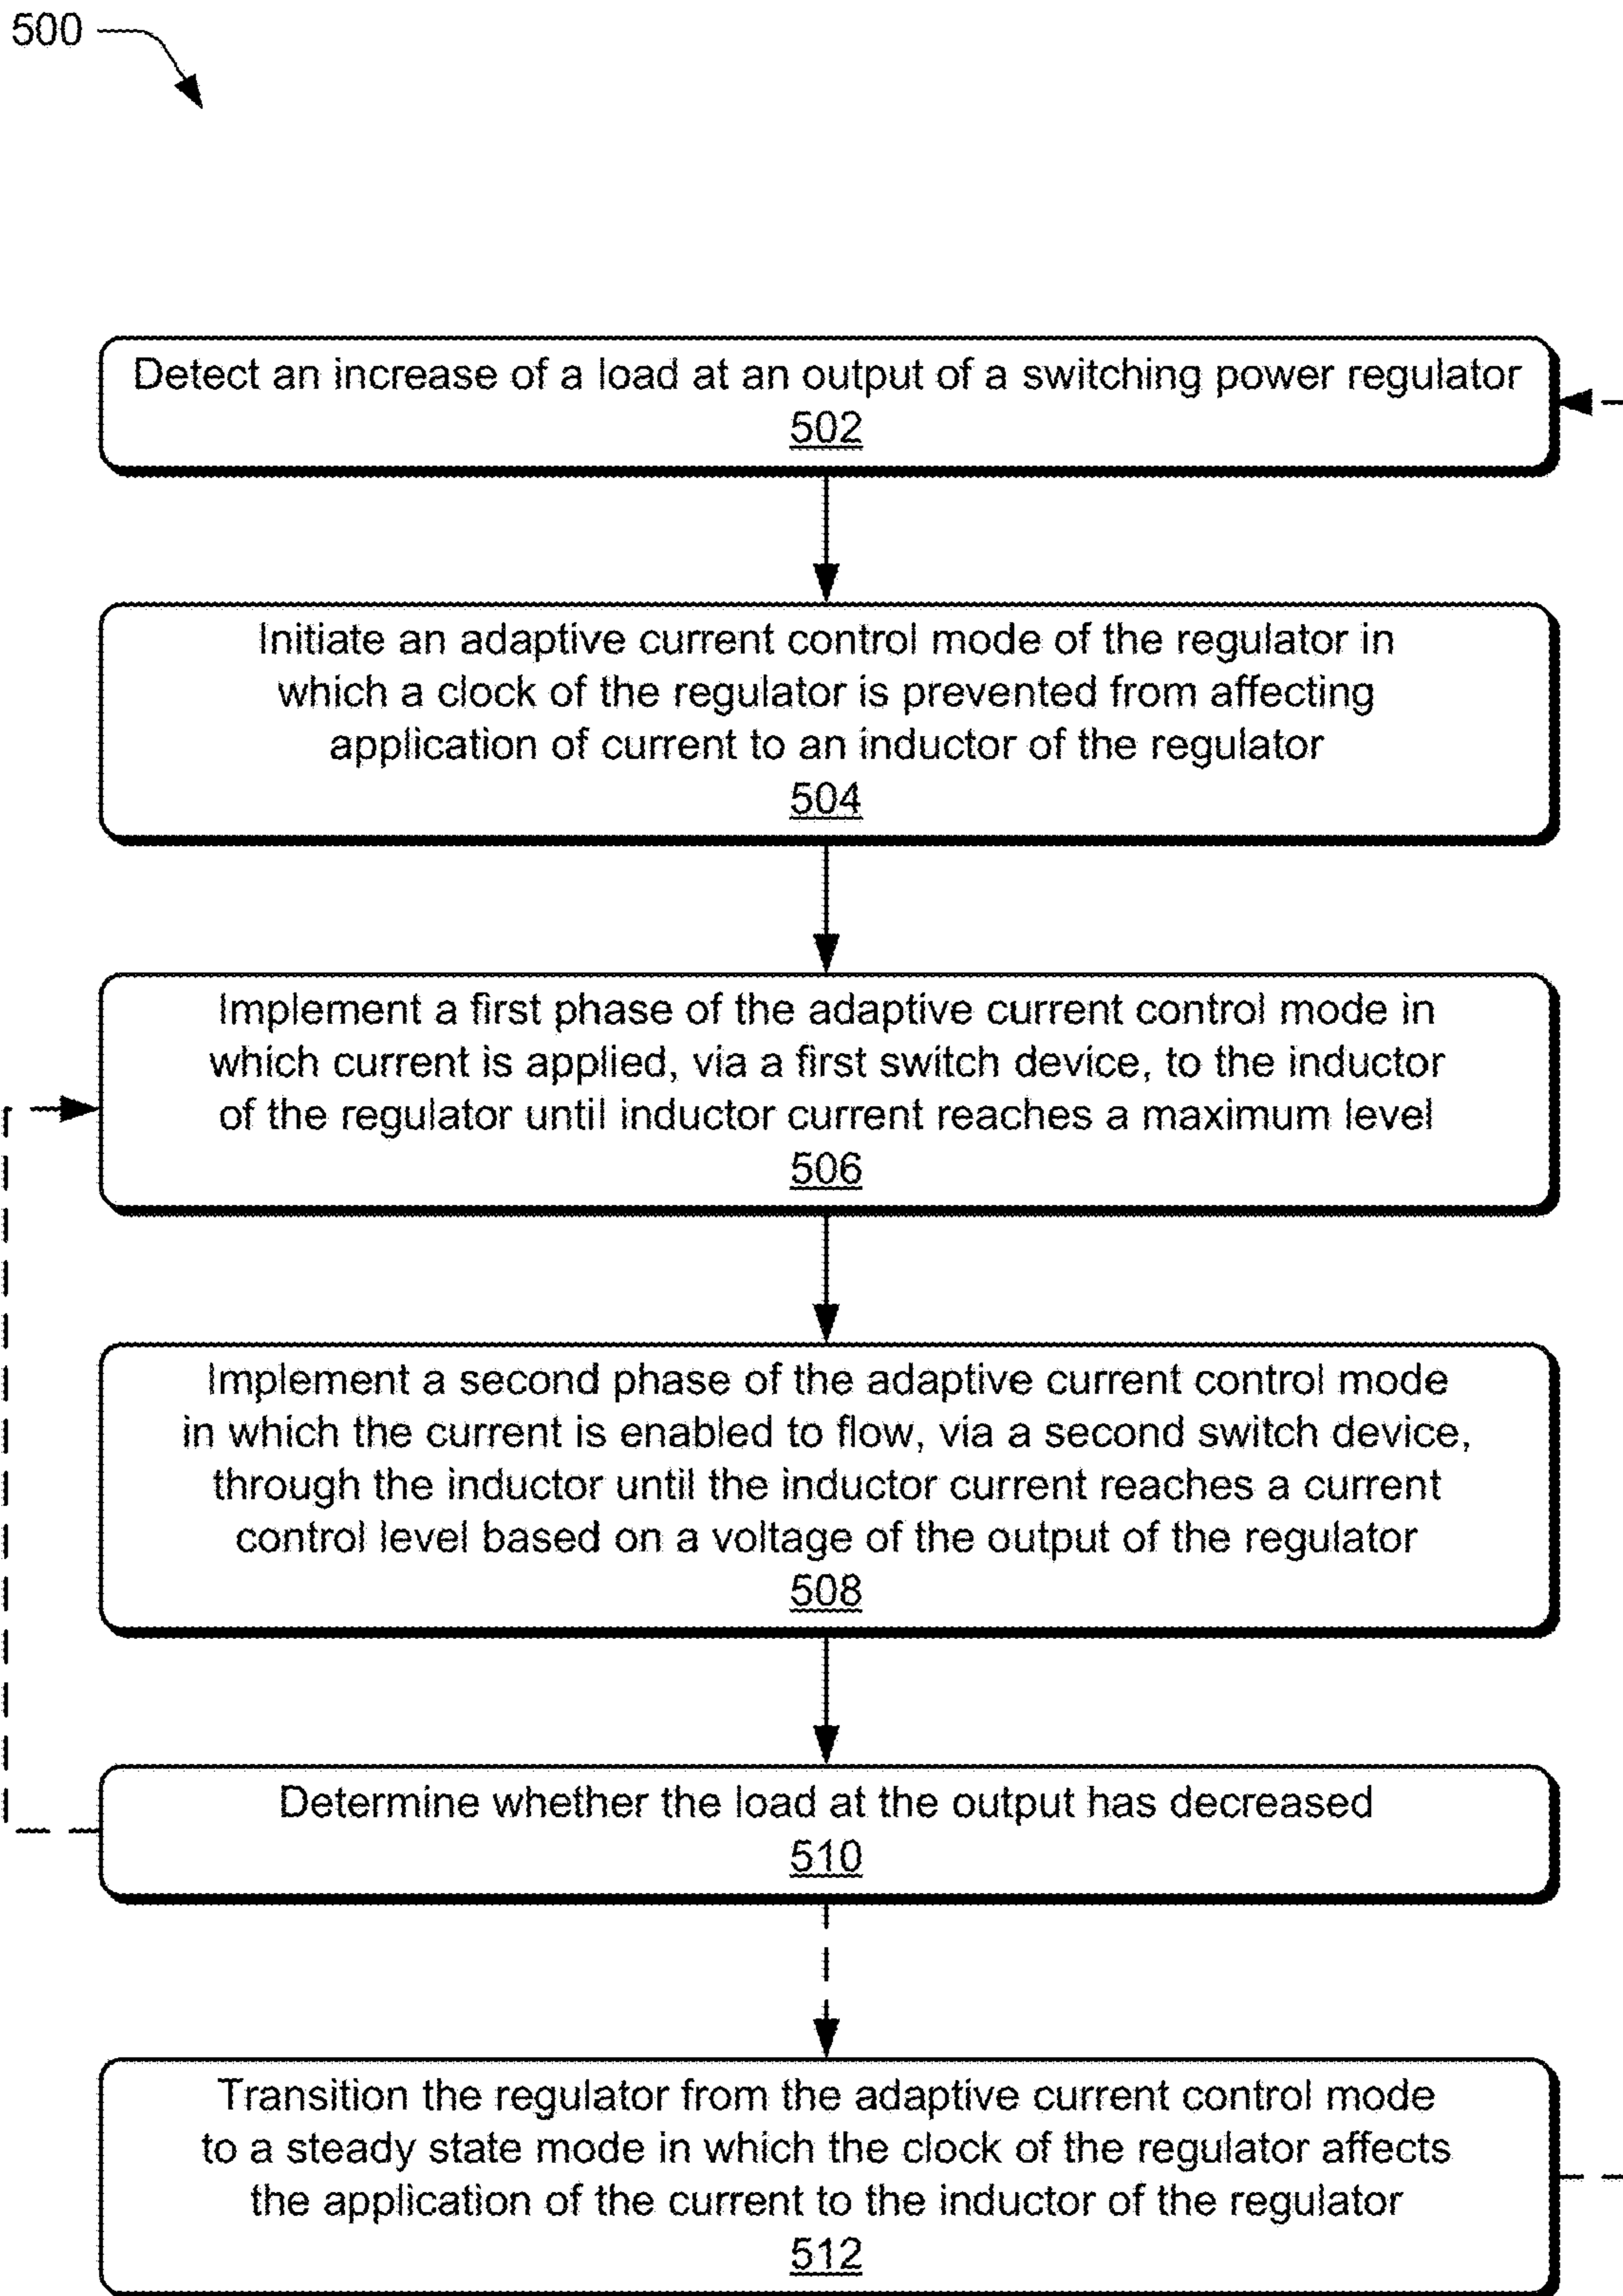 500
Detect an increase of a load at an output of a switching power regulator
502
Initiate an adaptive current control mode of the regulator in
which a clock of the regulator is prevented from affecting
application of current to an inductor of the regulator
504
Implement a first phase of the adaptive current control mode in
which current is applied, via a first switch device, to the inductor
of the regulator until inductor current reaches a maximum level
506
Implement a second phase of the adaptive current control mode
in which the current is enabled to flow, via a second switch device,
through the inductor until the inductor current reaches a current
control level based on a voltage of the output of the regulator
508
Determine whether the load at the output has decreased
510
Transition the regulator from the adaptive current control mode
to a steady state mode in which the clock of the regulator affects
the application of the current to the inductor of the regulator
512